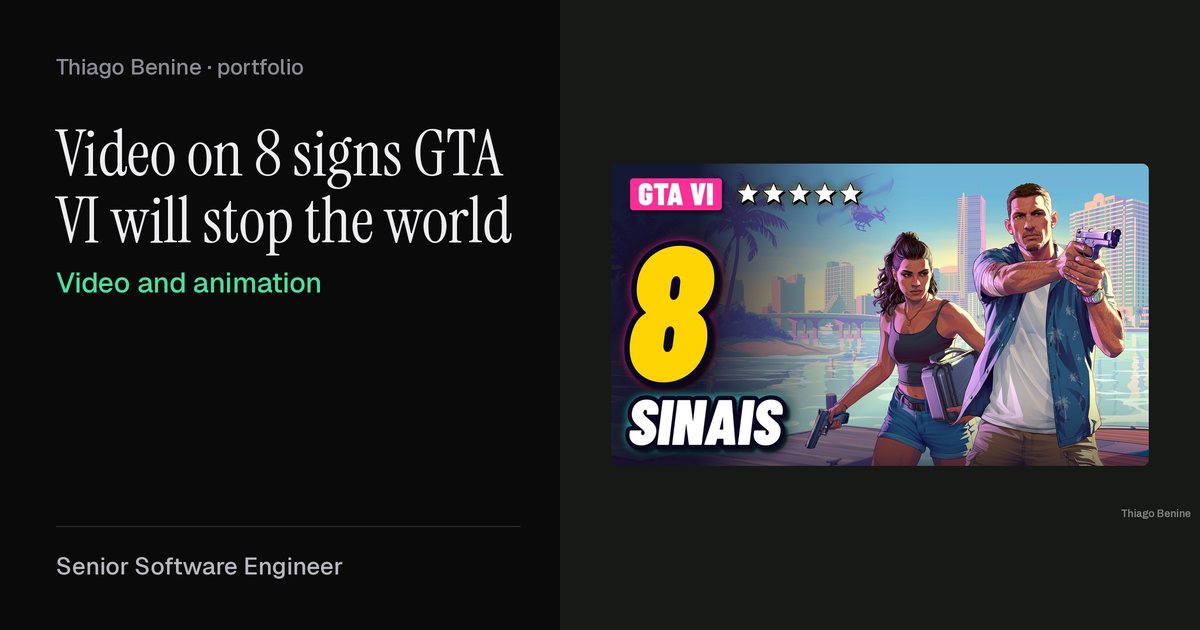 Thiago Benine · portfolio
Video on 8 signs GTA
VI will stop the world
Video and animation
GTA VI
8
SINAIS
Thiago Benine
Senior Software Engineer